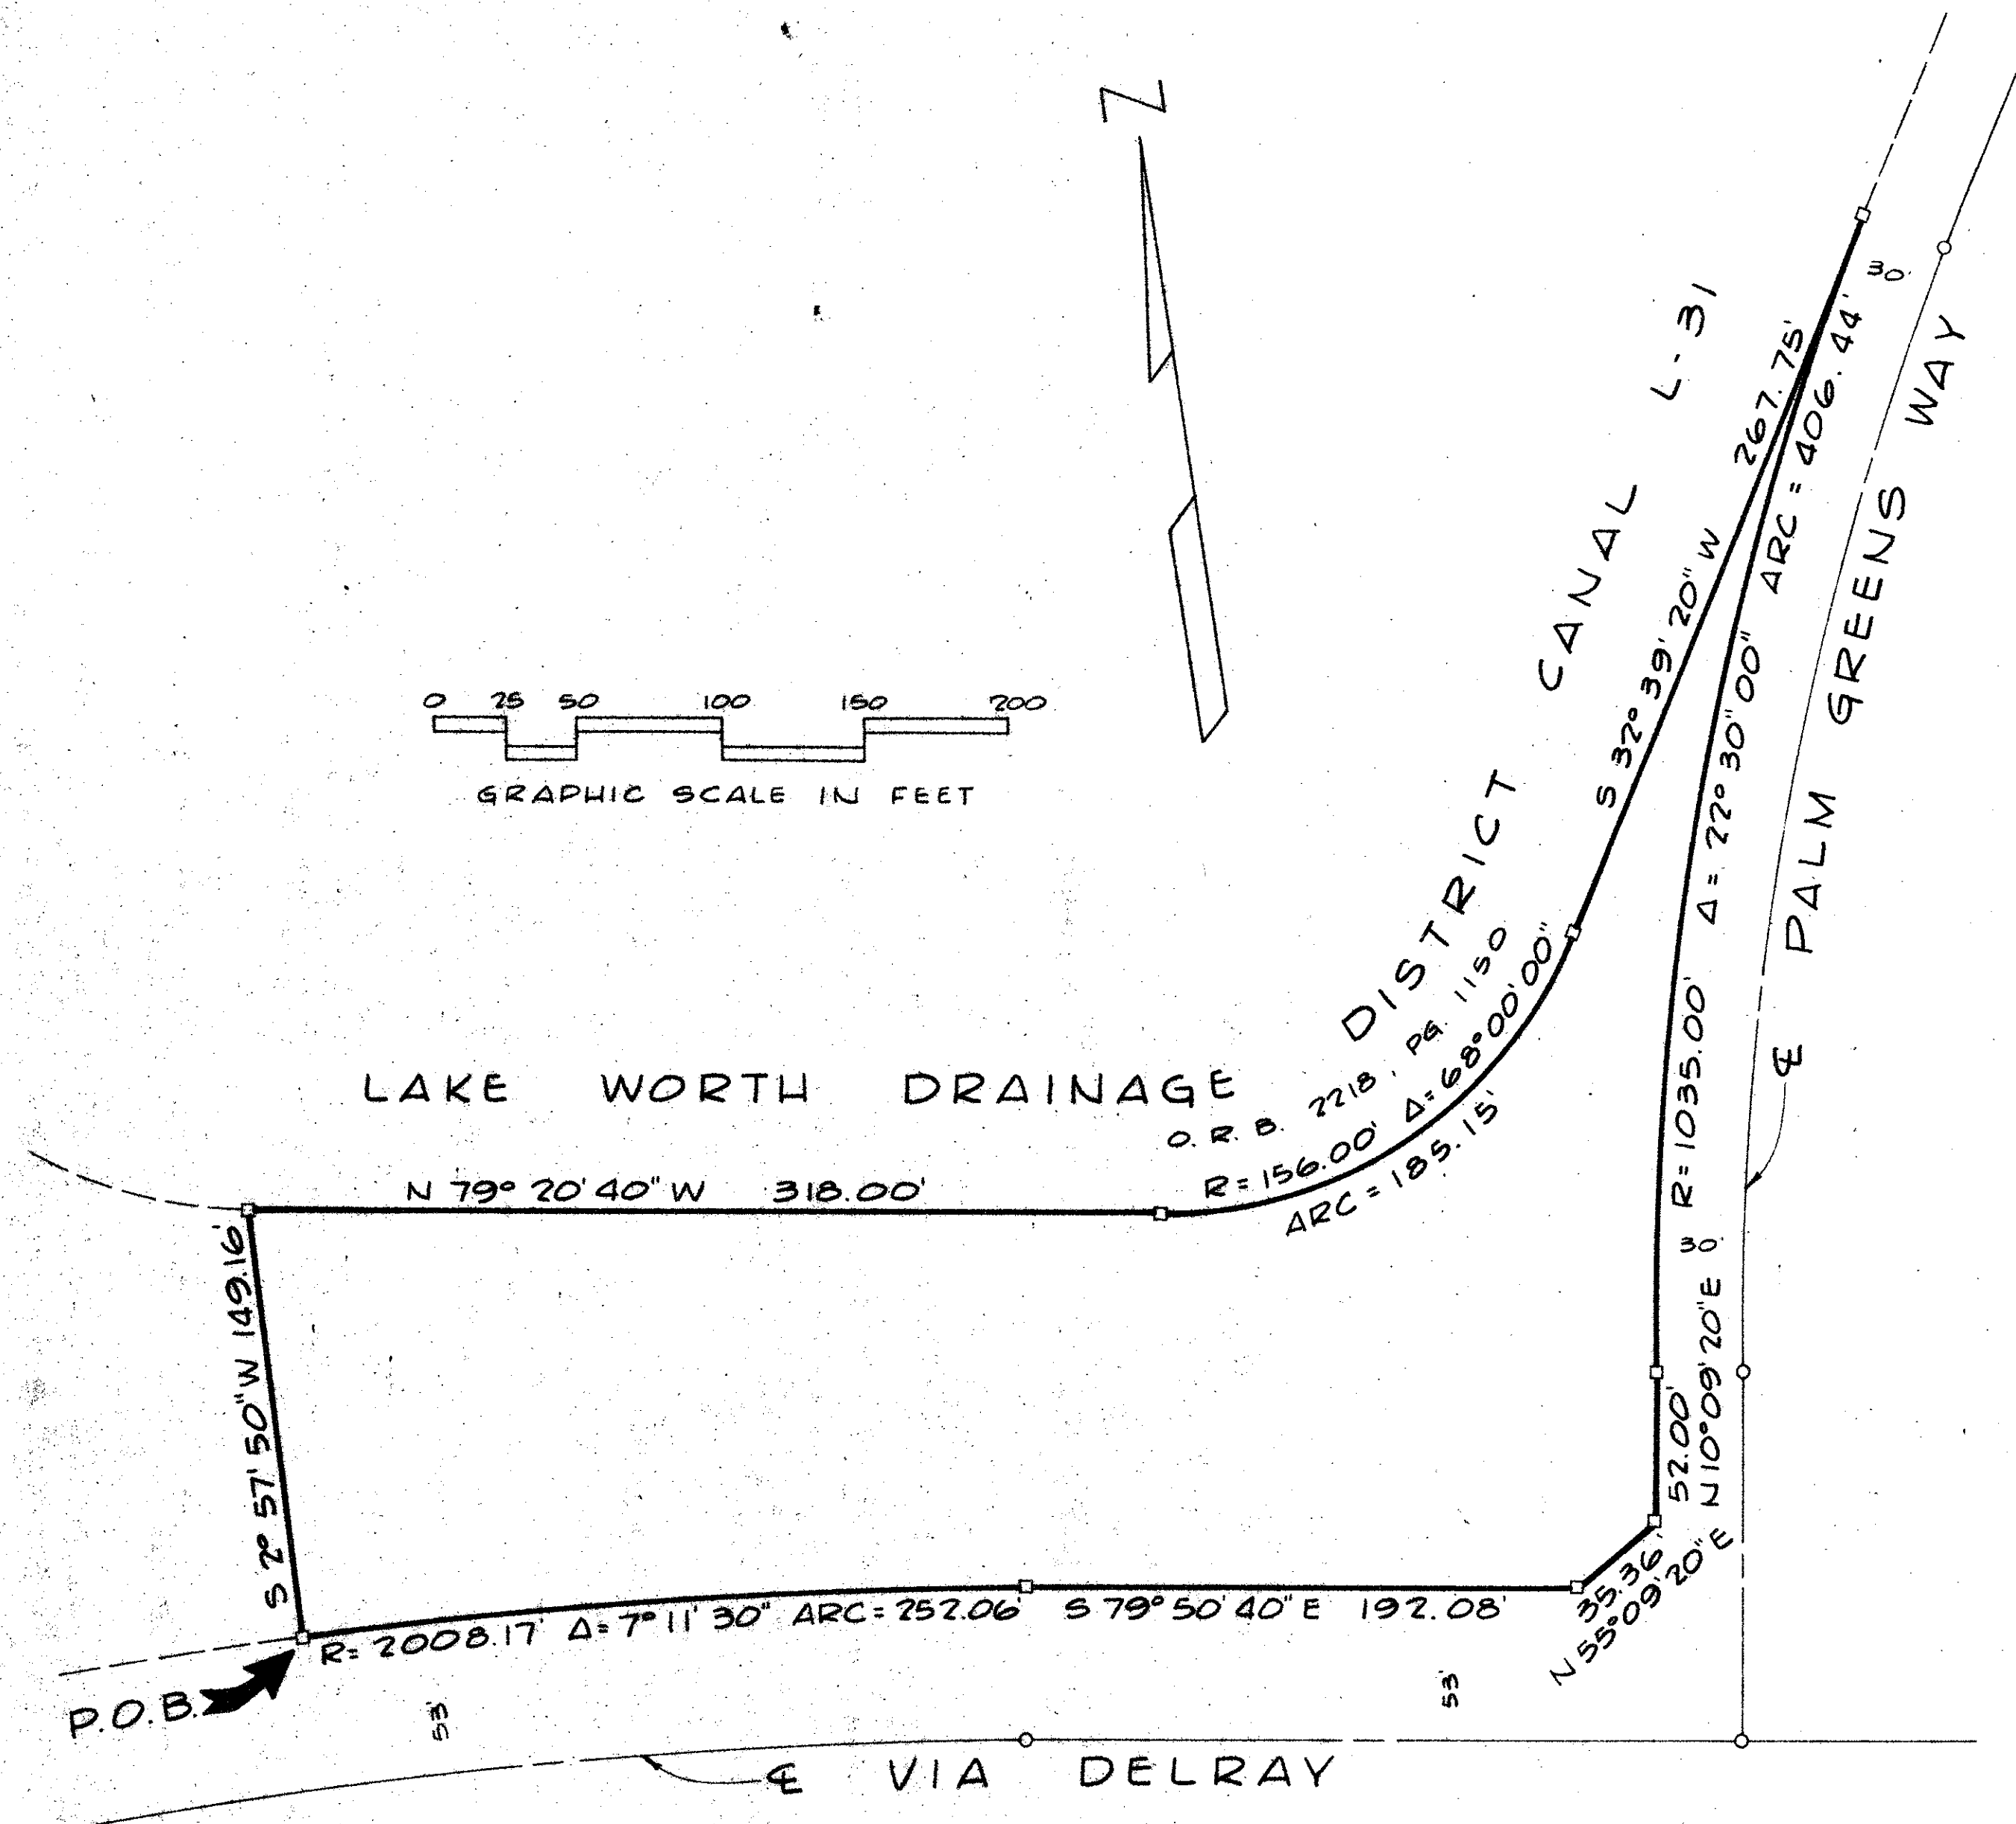 N
30'
L-31
CANAL
DISTRICT
LAKE WORTH DRAINAGE
O. R. B. 2218, PG. 1150
267.75'
S 32° 39' 20" W
ARC = 406.44'
Δ = 22° 30" 00"
R = 1035.00'
PALM GREENS WAY
℄
0 25 50 100 150 200
GRAPHIC SCALE IN FEET
R = 156.00' Δ = 68° 00' 00"
ARC = 185.15'
N 79° 20' 40" W 318.00'
S 2° 57' 50" W 149.16'
30'
N 10° 09' 20" E
52.00'
35.36'
N 55° 09' 20" E
R = 2008.17' Δ = 7° 11' 30" ARC = 252.06' S 79° 50' 40" E 192.08'
P.O.B.
53'
53'
℄ VIA DELRAY